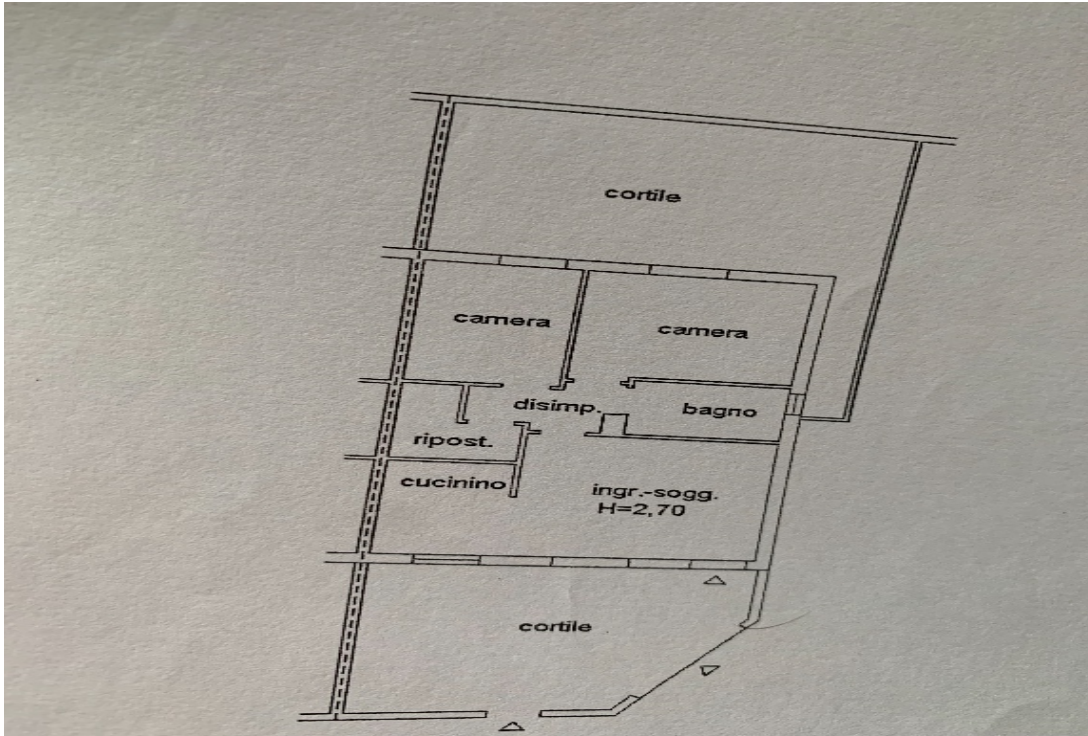 cortile
camera
camera
disimp.
bagno
ripost.
cucinino
ingr.-sogg.
H=2,70
cortile